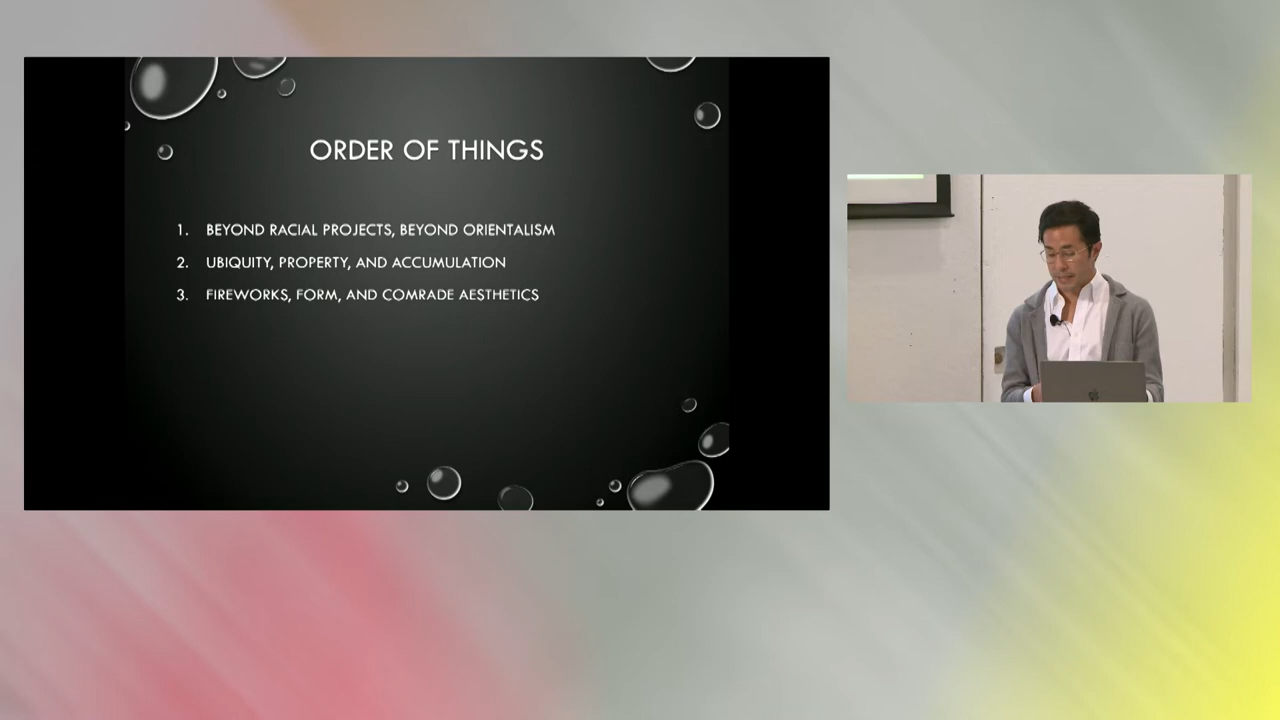 ORDER OF THINGS
1. BEYOND RACIAL PROJECTS, BEYOND ORIENTALISM
2. UBIQUITY, PROPERTY, AND ACCUMULATION
3. FIREWORKS, FORM, AND COMRADE AESTHETICS